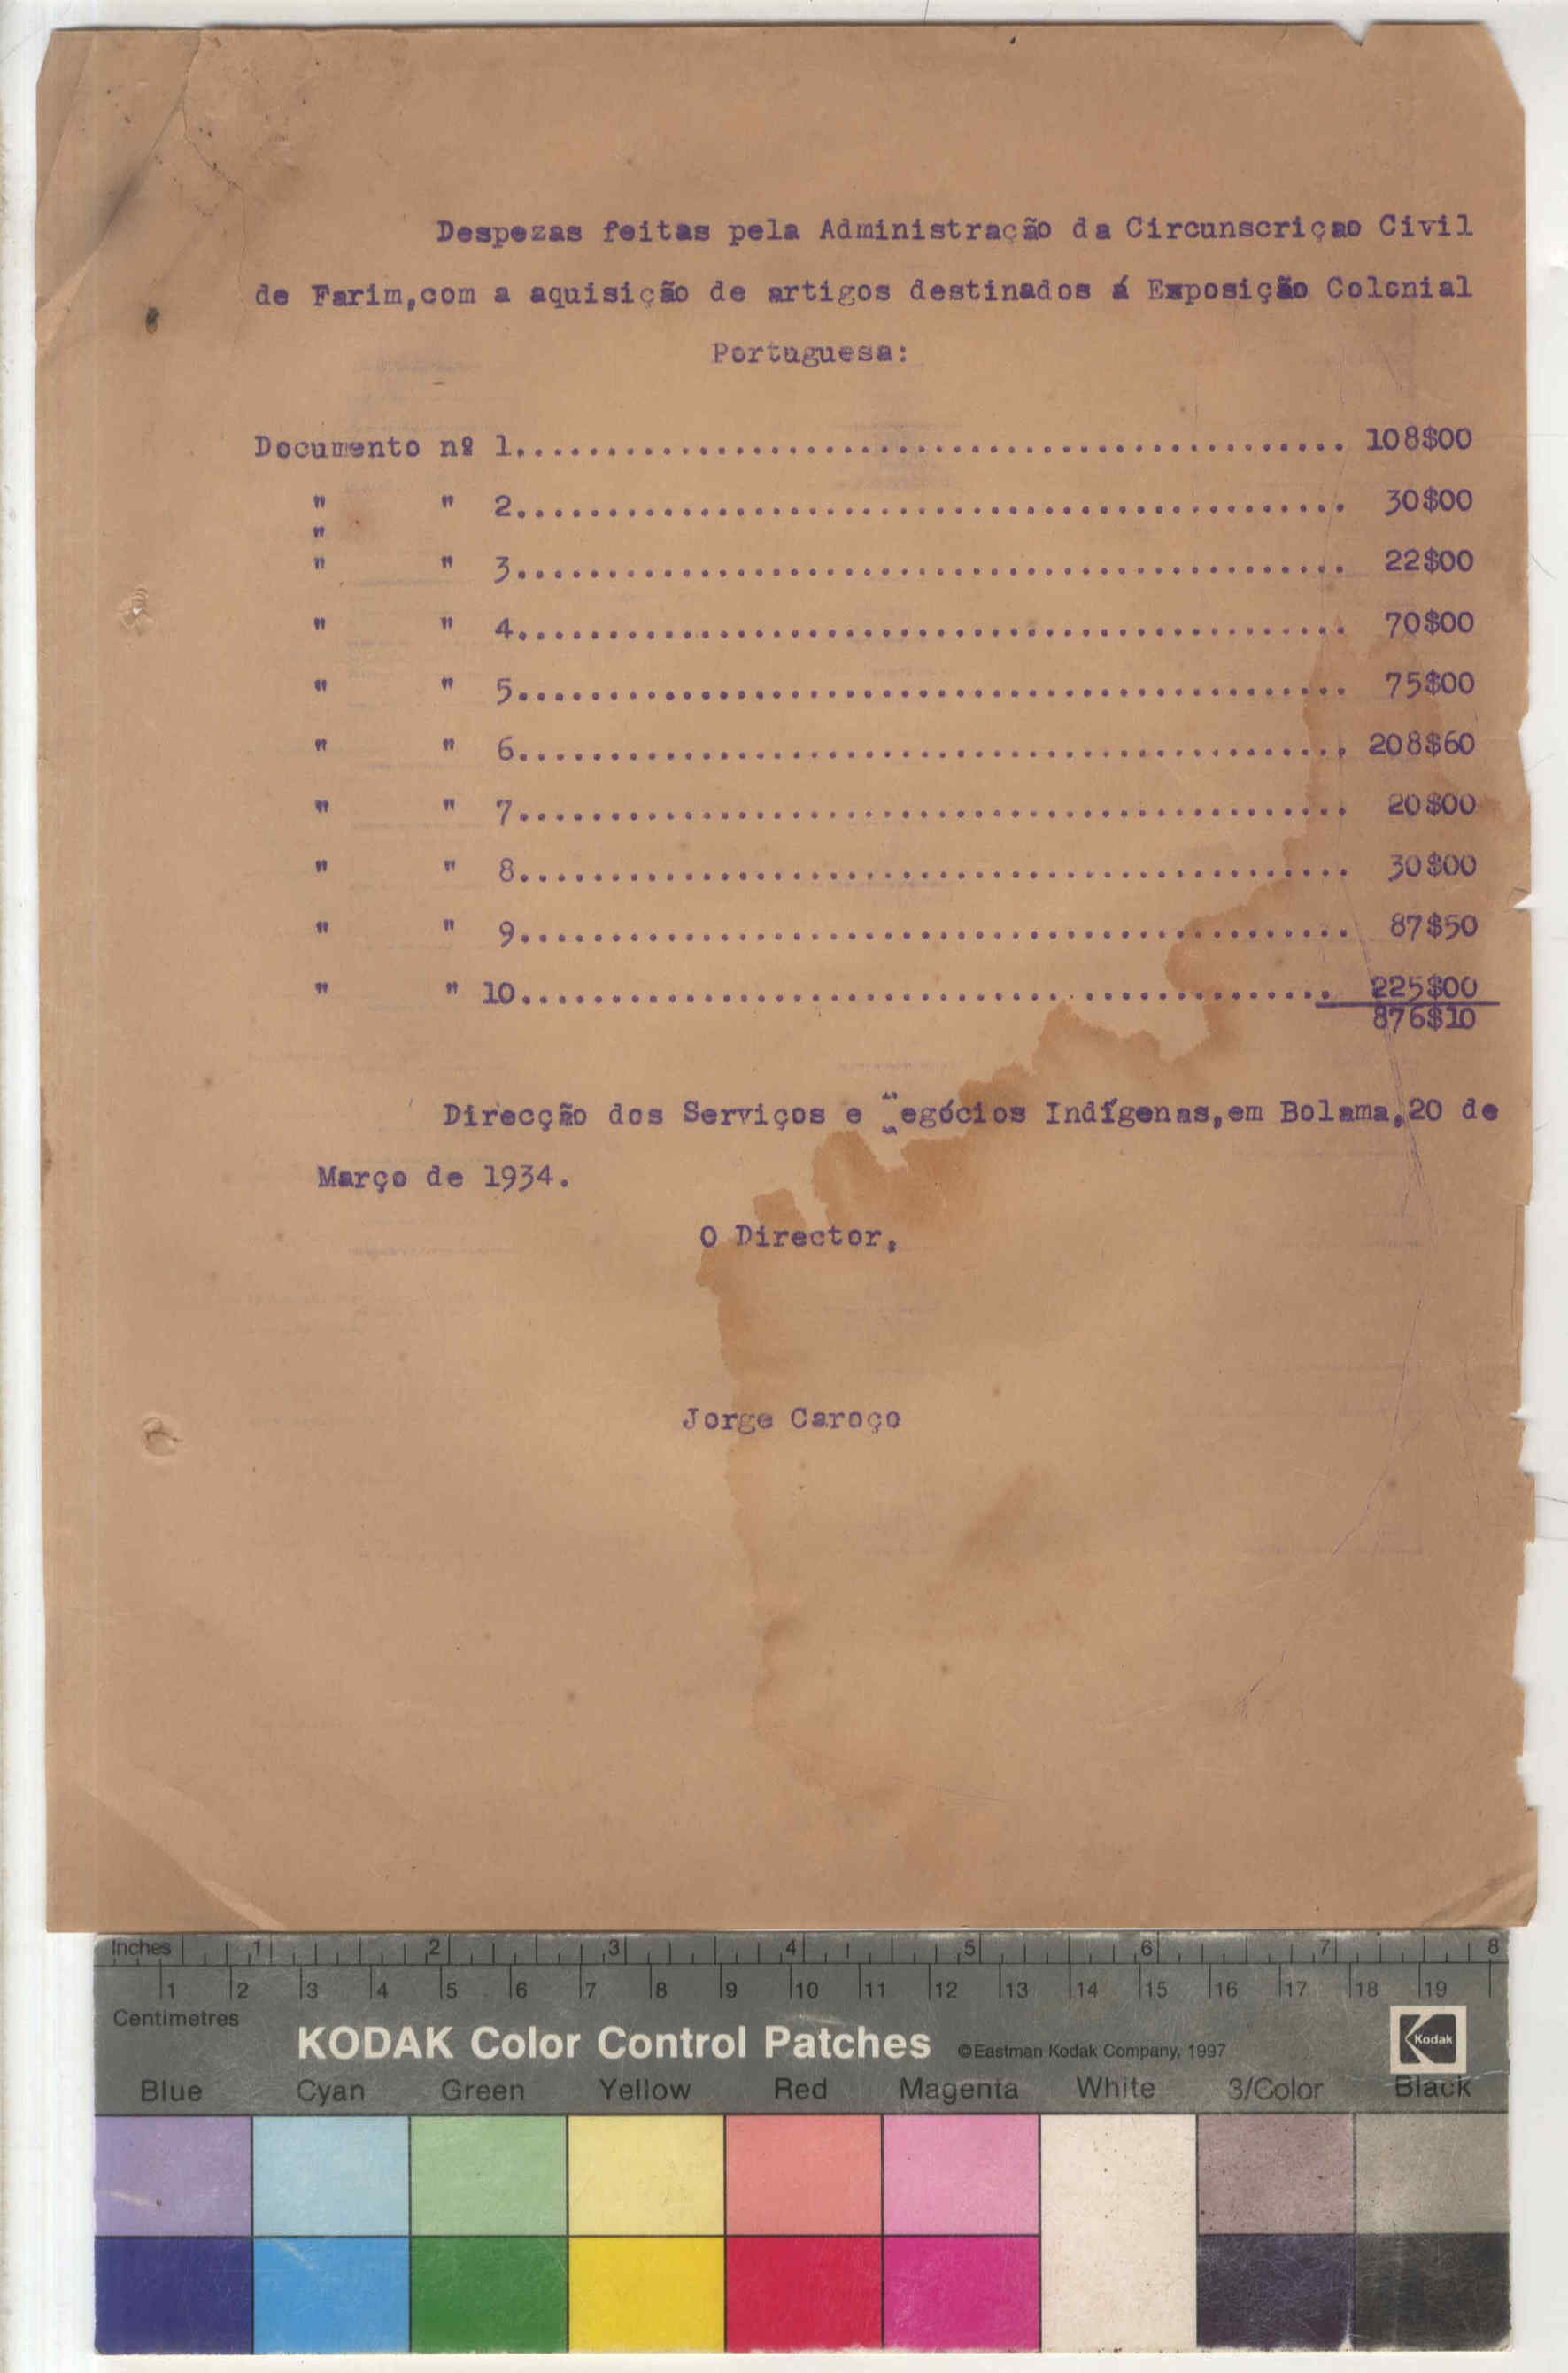 Despezas feitas pela Administração da Circunscriçao Civil
de Farim,com a aquisição de artigos destinados á Exposição Colonial
Portuguesa:
Documento nº 1.............................................. 108$00
" " 2.............................................. 30$00
"
" " 3.............................................. 22$00
" " 4.............................................. 70$00
" " 5.............................................. 75$00
" " 6.............................................. 208$60
" " 7.............................................. 20$00
" " 8.............................................. 30$00
" " 9.............................................. 87$50
" " 10............................................. 225$00
876$10
Direcção dos Serviços e Negócios Indígenas,em Bolama,20 de
Março de 1934.
O Director,
Jorge Caroço
Inches 1 2 3 4 5 6 7 8
1 2 3 4 5 6 7 8 9 10 11 12 13 14 15 16 17 18 19
Centimetres
KODAK Color Control Patches ©Eastman Kodak Company, 1997 Kodak
Blue Cyan Green Yellow Red Magenta White 3/Color Black